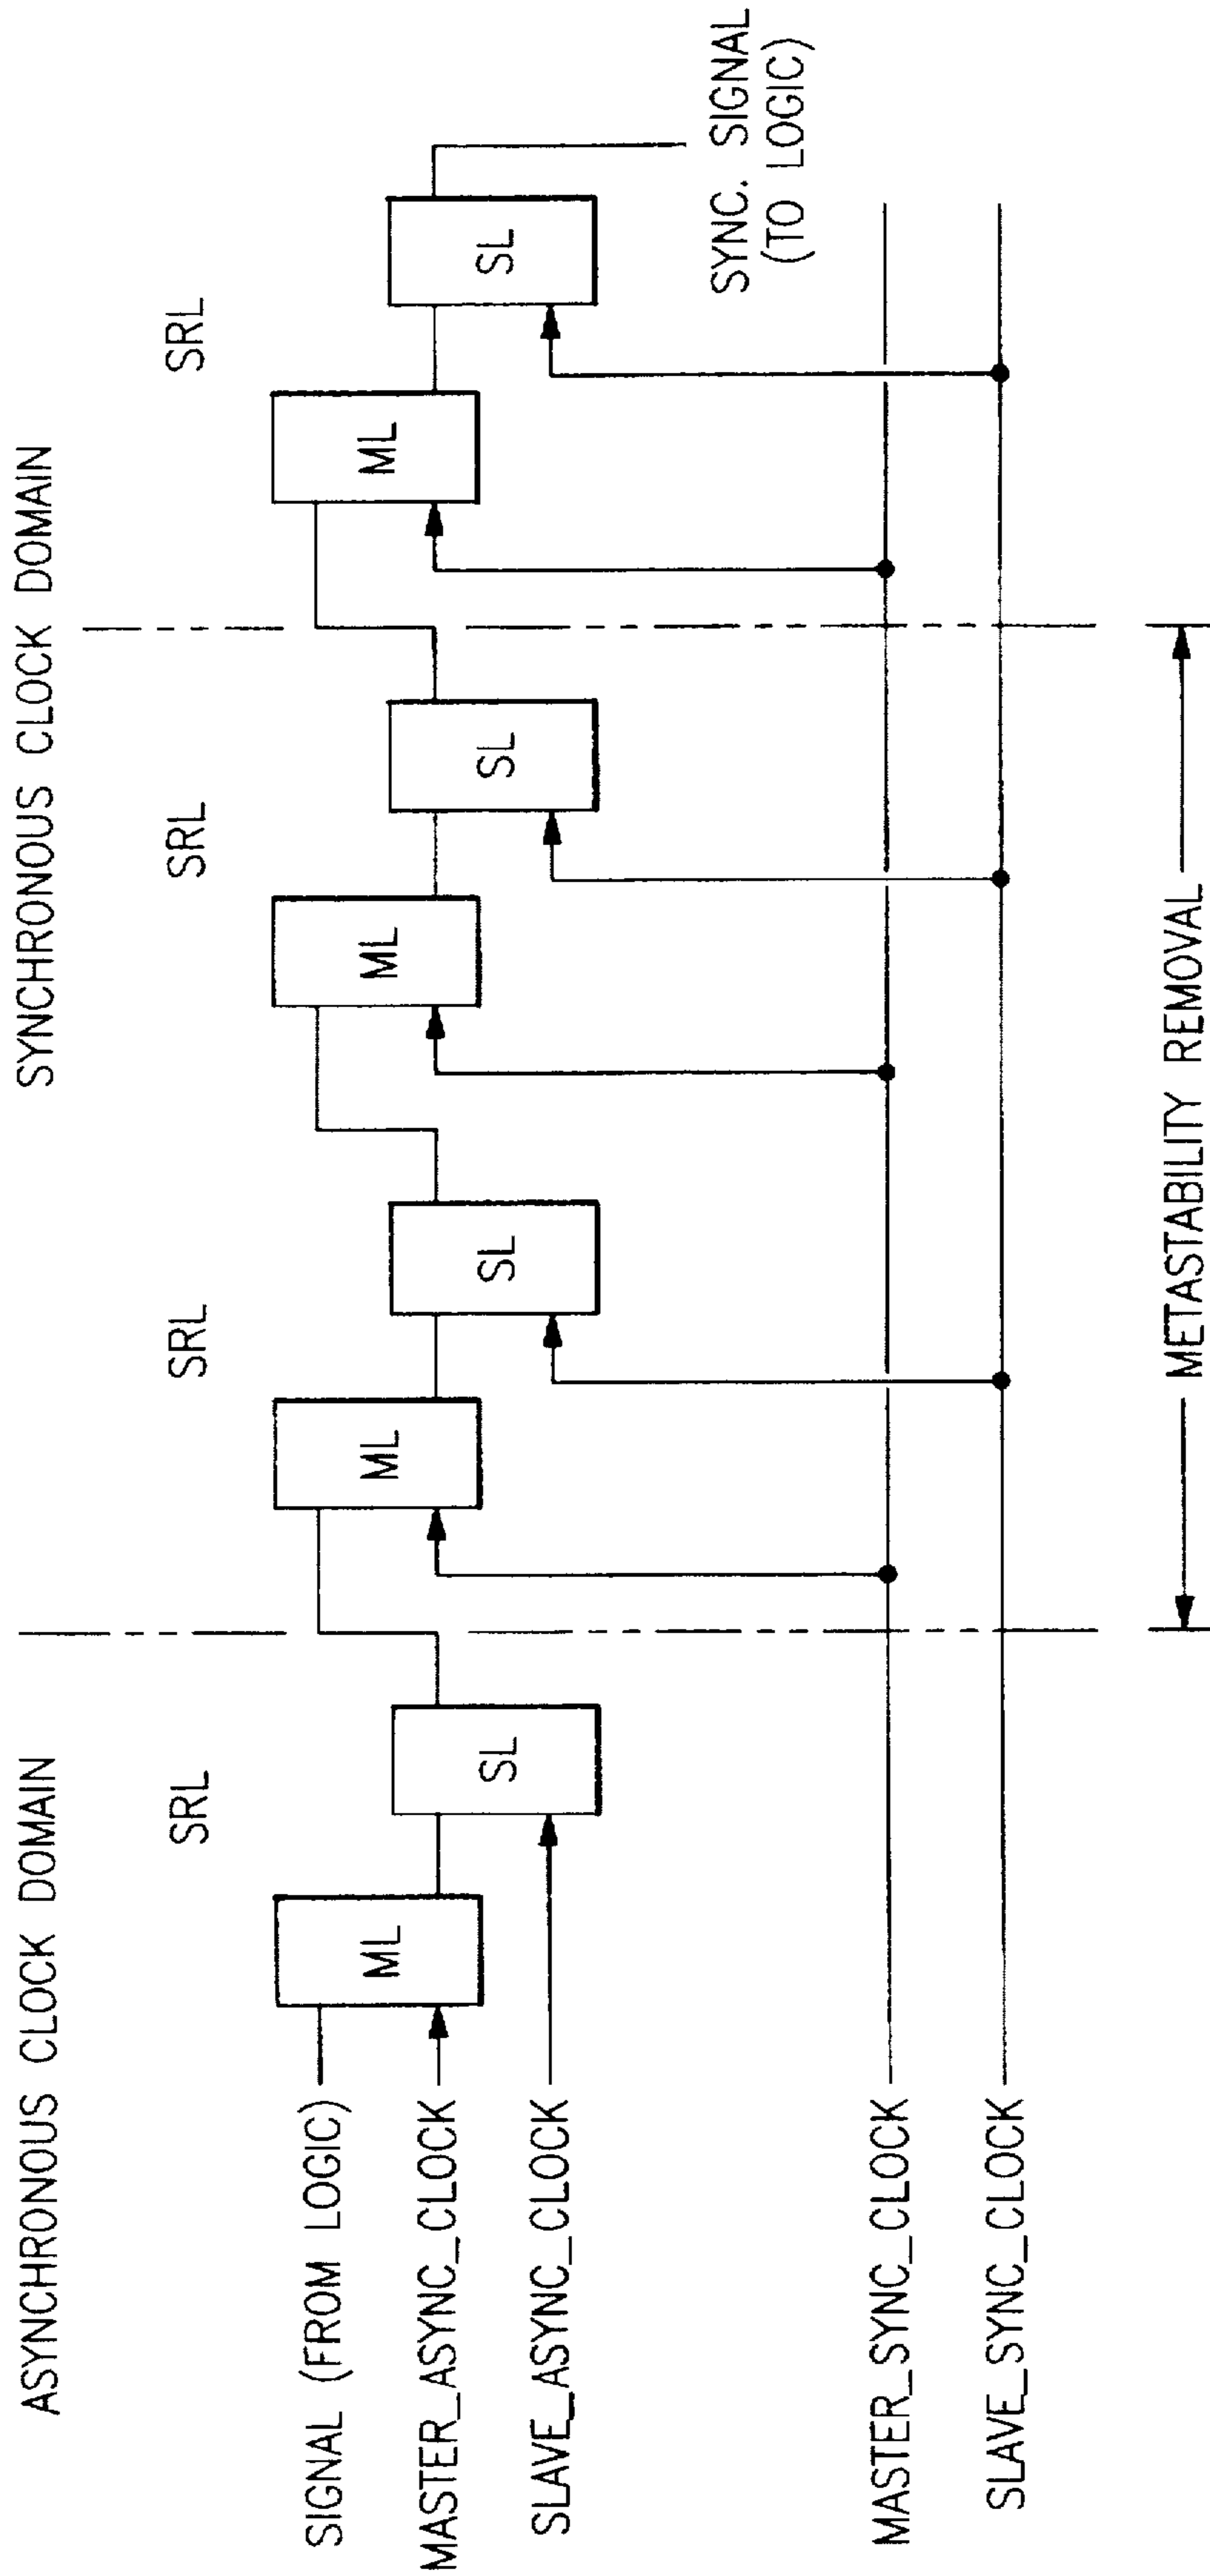 ASYNCHRONOUS CLOCK DOMAIN
SYNCHRONOUS CLOCK DOMAIN
SRL
SRL
SRL
SRL
SIGNAL (FROM LOGIC)
MASTER_ASYNC_CLOCK
SLAVE_ASYNC_CLOCK
ML
SL
ML
SL
ML
SL
ML
SL
SYNC. SIGNAL
(TO LOGIC)
MASTER_SYNC_CLOCK
SLAVE_SYNC_CLOCK
METASTABILITY REMOVAL